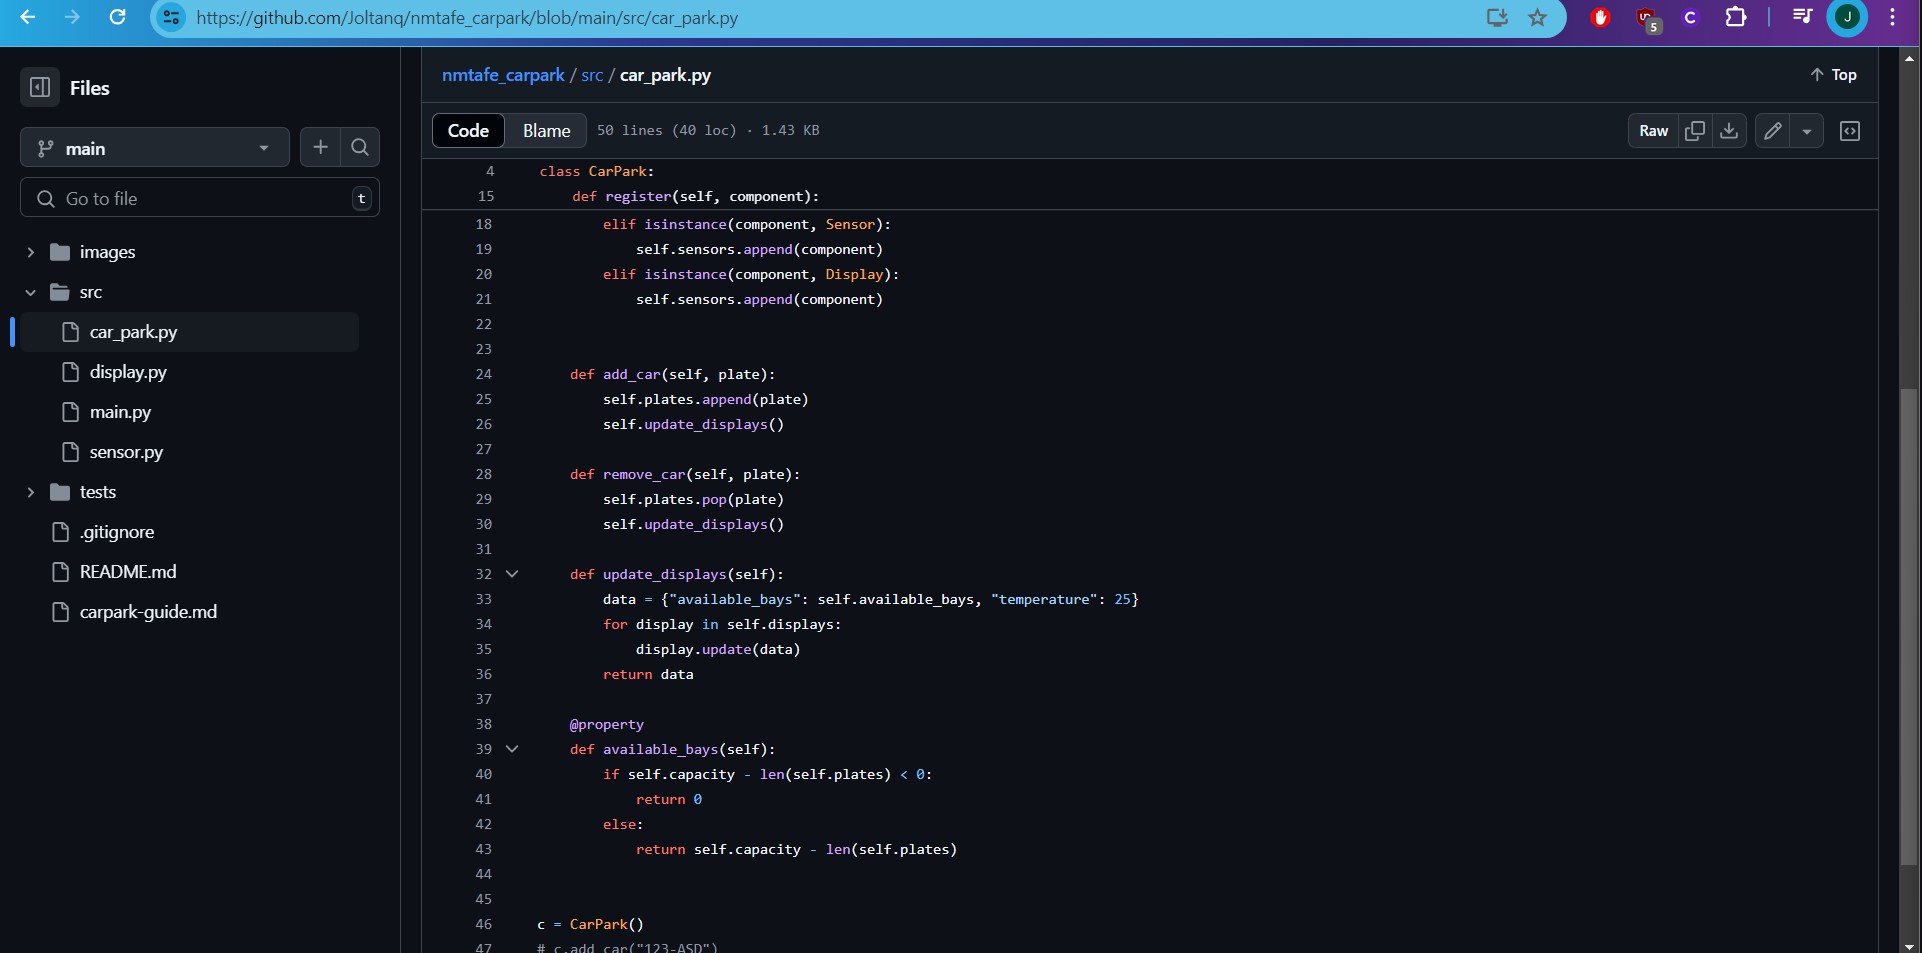 https://github.com/Joltanq/nmtafe_carpark/blob/main/src/car_park.py
5
C
J
Files
main
Go to file
t
images
src
car_park.py
display.py
main.py
sensor.py
tests
.gitignore
README.md
carpark-guide.md
nmtafe_carpark / src / car_park.py
Top
Code
Blame
50 lines (40 loc) · 1.43 KB
Raw
4 class CarPark:
15     def register(self, component):
18         elif isinstance(component, Sensor):
19             self.sensors.append(component)
20         elif isinstance(component, Display):
21             self.sensors.append(component)
22
23
24     def add_car(self, plate):
25         self.plates.append(plate)
26         self.update_displays()
27
28     def remove_car(self, plate):
29         self.plates.pop(plate)
30         self.update_displays()
31
32     def update_displays(self):
33         data = {"available_bays": self.available_bays, "temperature": 25}
34         for display in self.displays:
35             display.update(data)
36         return data
37
38     @property
39     def available_bays(self):
40         if self.capacity - len(self.plates) < 0:
41             return 0
42         else:
43             return self.capacity - len(self.plates)
44
45
46 c = CarPark()
47 # c.add_car("123-ASD")